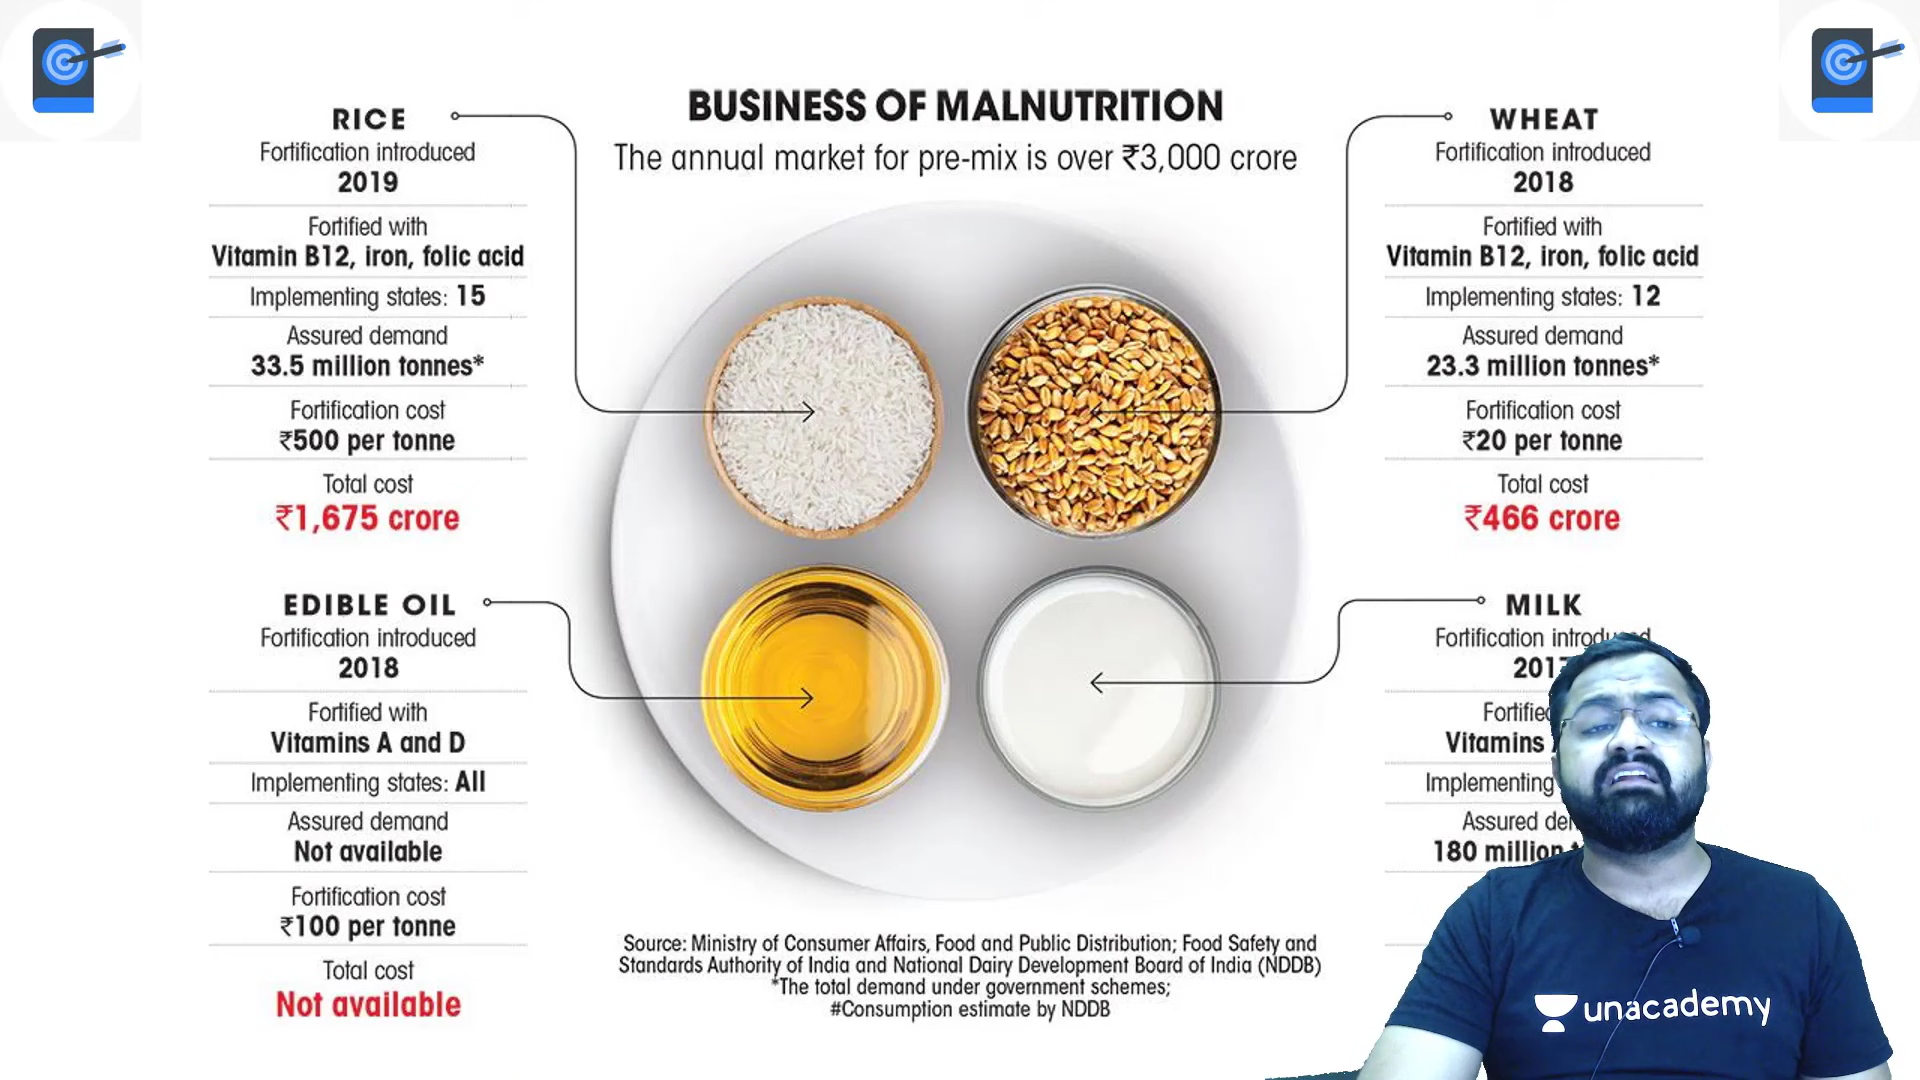 BUSINESS OF MALNUTRITION
The annual market for pre-mix is over ₹3,000 crore
RICE
Fortification introduced
2019
Fortified with
Vitamin B12, iron, folic acid
Implementing states: 15
Assured demand
33.5 million tonnes*
Fortification cost
₹500 per tonne
Total cost
₹1,675 crore
WHEAT
Fortification introduced
2018
Fortified with
Vitamin B12, iron, folic acid
Implementing states: 12
Assured demand
23.3 million tonnes*
Fortification cost
₹20 per tonne
Total cost
₹466 crore
EDIBLE OIL
Fortification introduced
2018
Fortified with
Vitamins A and D
Implementing states: All
Assured demand
Not available
Fortification cost
₹100 per tonne
Total cost
Not available
MILK
Fortification introduced
2017
Vitamins
Implementing
Assured
180 million
Source: Ministry of Consumer Affairs, Food and Public Distribution; Food Safety and
Standards Authority of India and National Dairy Development Board of India (NDDB)
*The total demand under government schemes;
#Consumption estimate by NDDB
unacademy